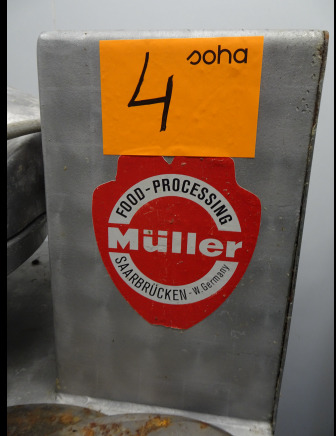 soha
4
FOOD-PROCESSING
Müller
SAARBRÜCKEN - W. Germany